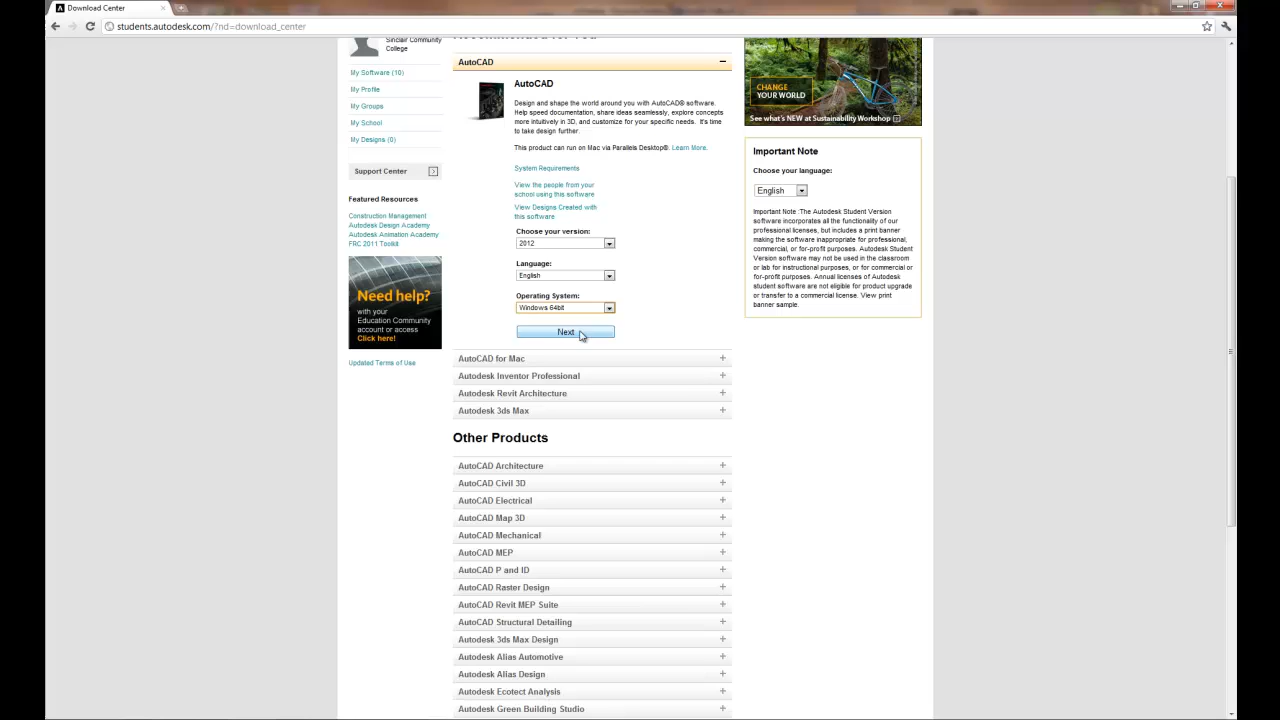 Download Center
students.autodesk.com/?nd=download_center
Sinclair Community
College
My Software (10)
My Profile
My Groups
My School
My Designs (0)
Support Center
Featured Resources
Construction Management
Autodesk Design Academy
Autodesk Animation Academy
FRC 2011 Toolkit
Need help?
with your
Education Community
account or access
Click here!
Updated Terms of Use
Recommended for You
AutoCAD
AutoCAD
Design and shape the world around you with AutoCAD® software.
Help speed documentation, share ideas seamlessly, explore concepts
more intuitively in 3D, and customize for your specific needs. It's time
to take design further.
This product can run on Mac via Parallels Desktop®. Learn More.
System Requirements
View the people from your
school using this software
View Designs Created with
this software
Choose your version:
2012
Language:
English
Operating System:
Windows 64bit
Next
AutoCAD for Mac
Autodesk Inventor Professional
Autodesk Revit Architecture
Autodesk 3ds Max
Other Products
AutoCAD Architecture
AutoCAD Civil 3D
AutoCAD Electrical
AutoCAD Map 3D
AutoCAD Mechanical
AutoCAD MEP
AutoCAD P and ID
AutoCAD Raster Design
AutoCAD Revit MEP Suite
AutoCAD Structural Detailing
Autodesk 3ds Max Design
Autodesk Alias Automotive
Autodesk Alias Design
Autodesk Ecotect Analysis
Autodesk Green Building Studio
CHANGE
YOUR WORLD
See what's NEW at Sustainability Workshop
Important Note
Choose your language:
English
Important Note :The Autodesk Student Version
software incorporates all the functionality of our
professional licenses, but includes a print banner
making the software inappropriate for professional,
commercial, or for-profit purposes. Autodesk Student
Version software may not be used in the classroom
or lab for instructional purposes, or for commercial or
for-profit purposes. Annual licenses of Autodesk
student software are not eligible for product upgrade
or transfer to a commercial license. View print
banner sample.